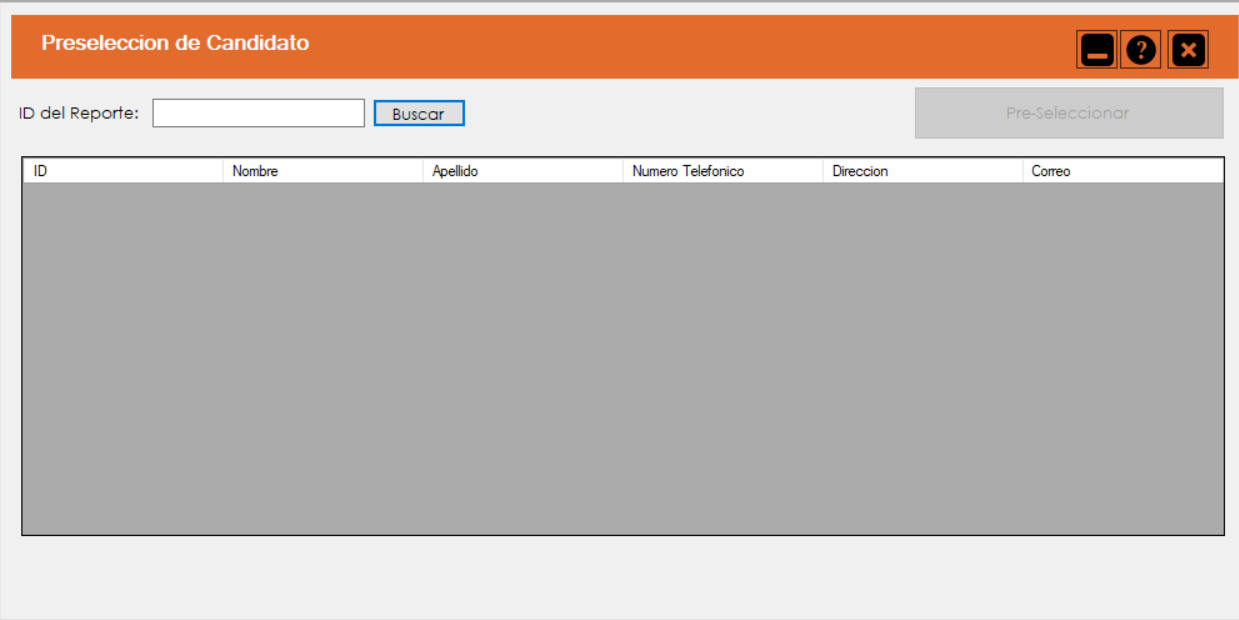 Preseleccion de Candidato
ID del Reporte: Buscar Pre-Seleccionar
ID Nombre Apellido Numero Telefonico Direccion Correo